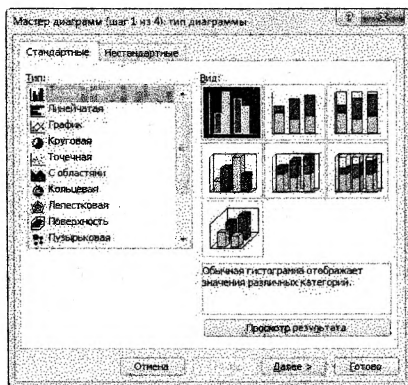 Мастер диаграмм (шаг 1 из 4): тип диаграммы
Стандартные
Нестандартные
Тип:
Линейчатая
График
Круговая
Точечная
С областями
Кольцевая
Лепестковая
Поверхность
Пузырьковая
Вид:
Обычная гистограмма отображает
значения различных категорий.
Просмотр результата
Отмена
Далее >
Готово